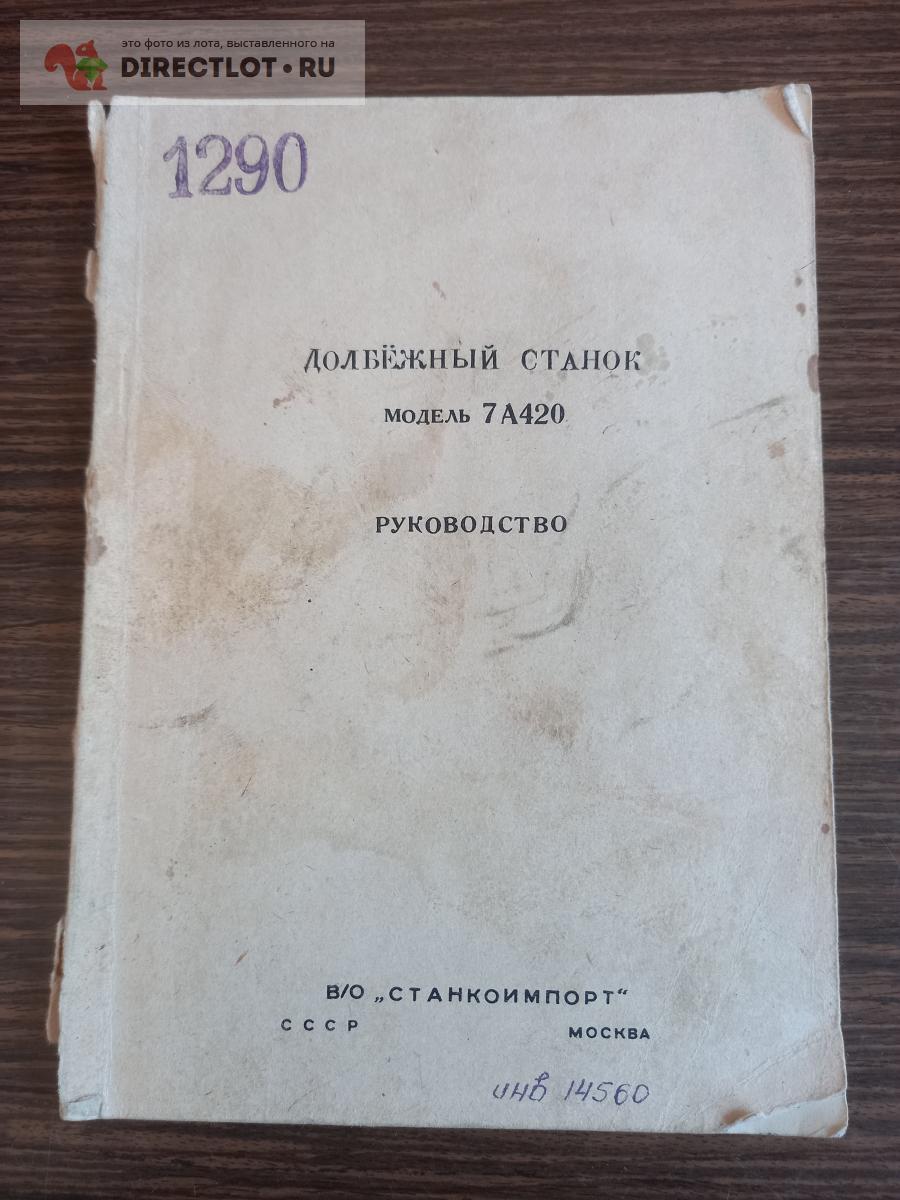 это фото из лота, выставленного на
DIRECTLOT.RU
1290
ДОЛБЁЖНЫЙ СТАНОК
МОДЕЛЬ 7А420
РУКОВОДСТВО
В/О „СТАНКОИМПОРТ“
СССР МОСКВА
инв 14560